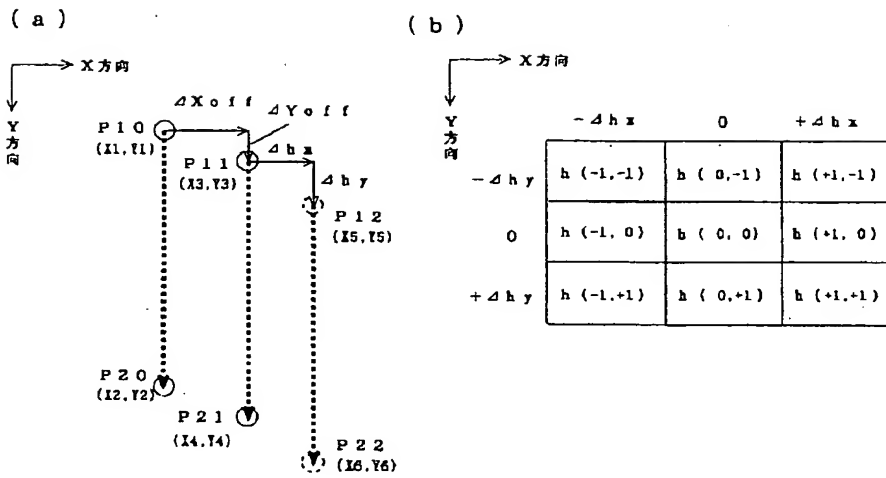 (a)
X方向
Y方向
ΔXoff
ΔYoff
P10
(X1,Y1)
P11
(X3,Y3)
Δhx
Δhy
P12
(X5,Y5)
P20
(X2,Y2)
P21
(X4,Y4)
P22
(X6,Y6)
(b)
X方向
Y方向
-Δhx 0 +Δhx
-Δhy h(-1,-1) h(0,-1) h(+1,-1)
0 h(-1,0) h(0,0) h(+1,0)
+Δhy h(-1,+1) h(0,+1) h(+1,+1)